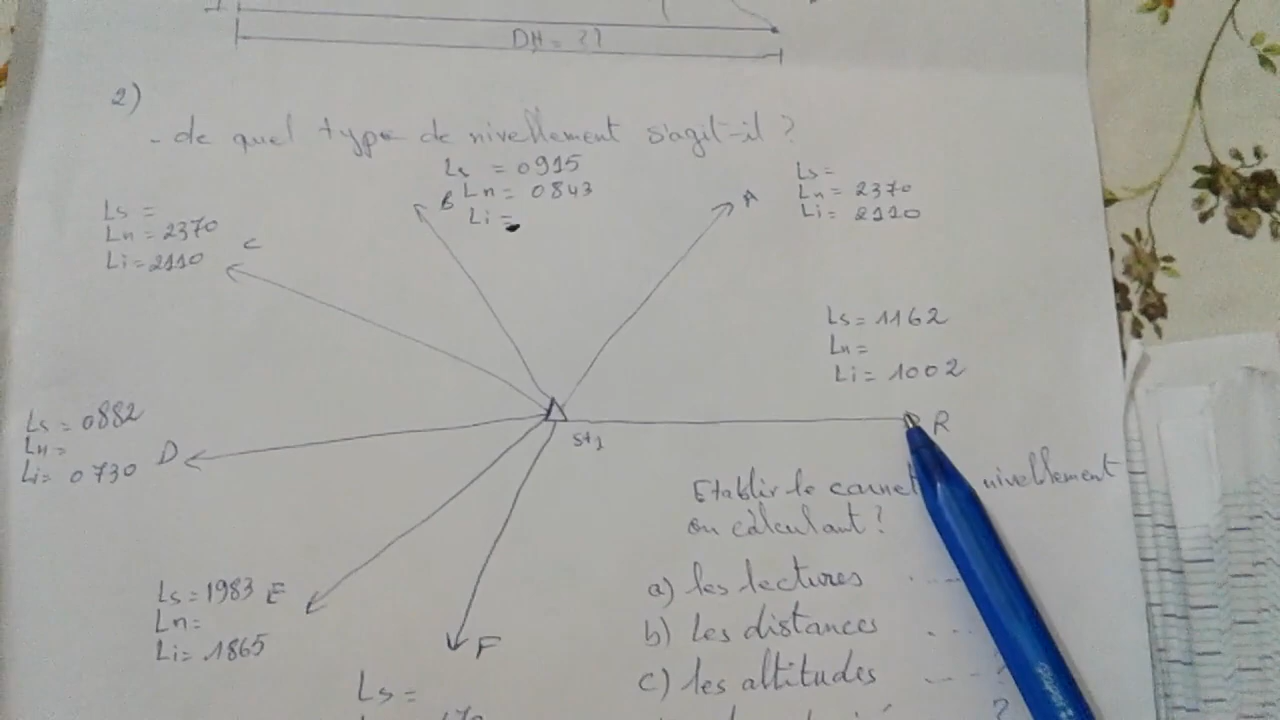 DH = ??
2)
- de quel type de nivellement s'agit-il ?
Ls = 0915
B Ln = 0843
Li =
A
Ls =
Ln = 2370
Li = 2110
Ls =
Ln = 2370
Li = 2110
C
Ls = 1162
Ln =
Li = 1002
R
St1
Ls = 0882
Ln =
Li = 0730
D
Etablir le carnet nivellement
en calculant ?
a) les lectures ....
b) les distances ....
c) les altitudes ....
?
Ls = 1983 E
Ln =
Li = 1865
F
Ls =